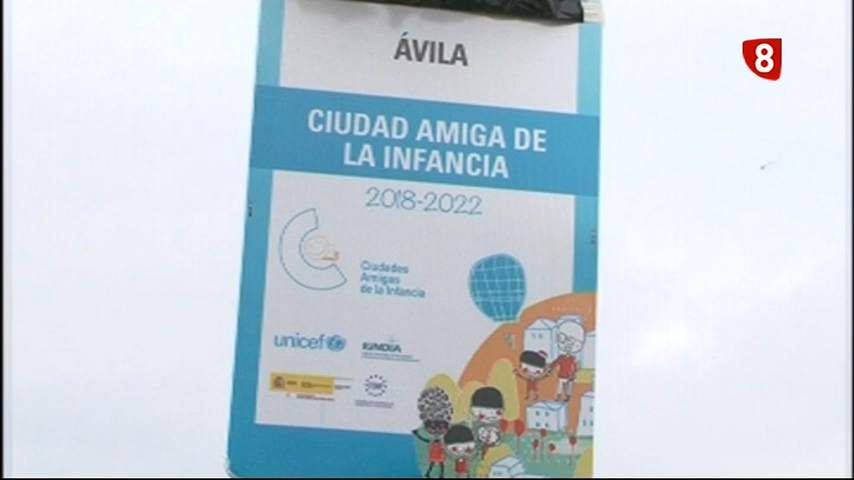 8
ÁVILA
CIUDAD AMIGA DE
LA INFANCIA
2018-2022
Ciudades
Amigas
de la Infancia
unicef